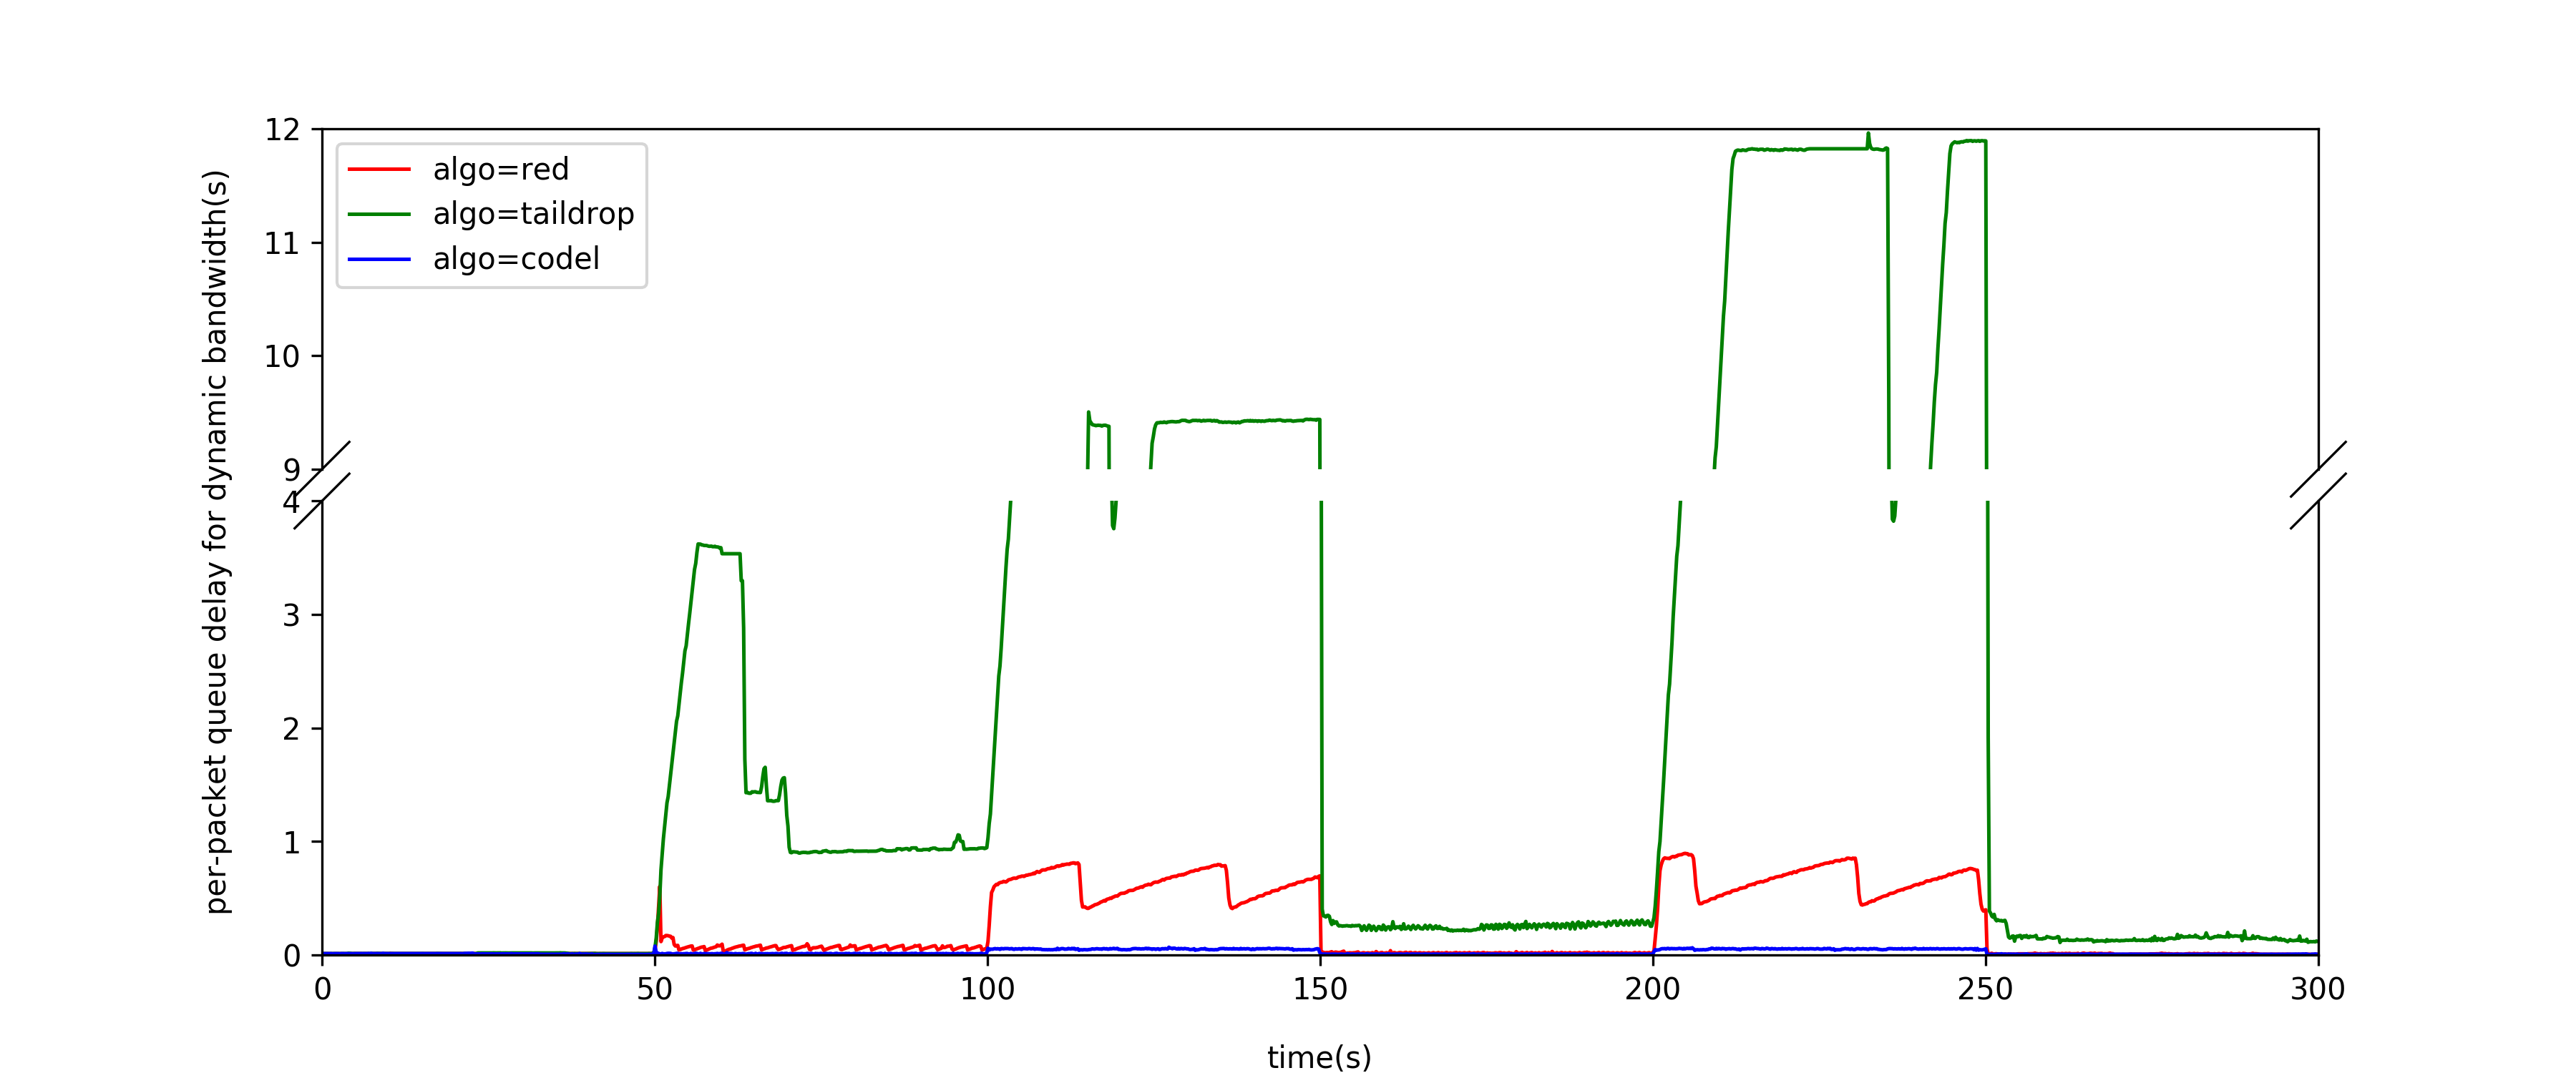 per-packet queue delay for dynamic bandwidth(s)
12
11
10
9
4
3
2
1
0
algo=red
algo=taildrop
algo=codel
0 50 100 150 200 250 300
time(s)